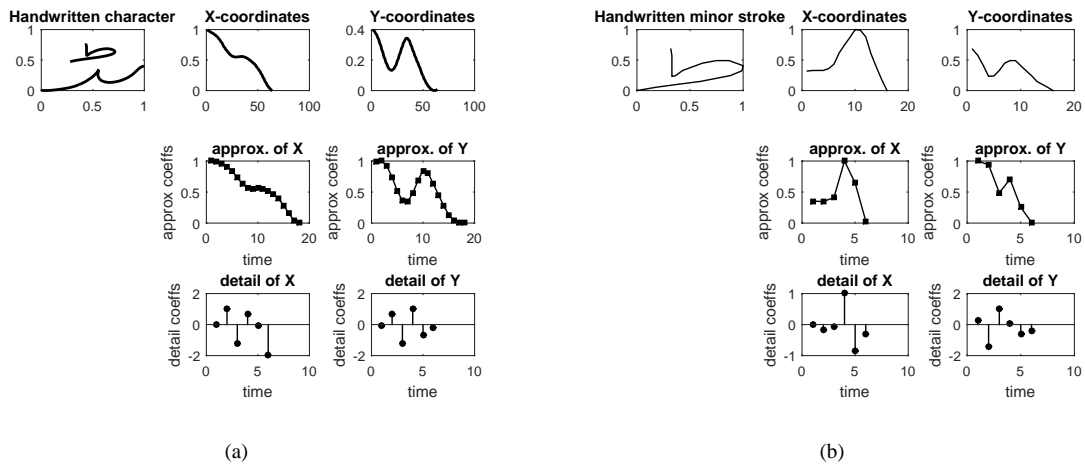 Handwritten character X-coordinates Y-coordinates
1 1 0.4
0.5 0.5 0.2
0 0 0
0 0.5 1 0 50 100 0 50 100
approx. of X approx. of Y
approx coeffs approx coeffs
1 1
0.5 0.5
0 0
0 10 20 0 10 20
time time
detail of X detail of Y
detail coeffs detail coeffs
2 2
0 0
-2 -2
0 5 10 0 5 10
time time
(a)
Handwritten minor stroke X-coordinates Y-coordinates
1 1 1
0.5 0.5 0.5
0 0 0
0 0.5 1 0 10 20 0 10 20
approx. of X approx. of Y
approx coeffs approx coeffs
1 1
0.5 0.5
0 0
0 5 10 0 5 10
time time
detail of X detail of Y
detail coeffs detail coeffs
1 2
0 0
-1 -2
0 5 10 0 5 10
time time
(b)